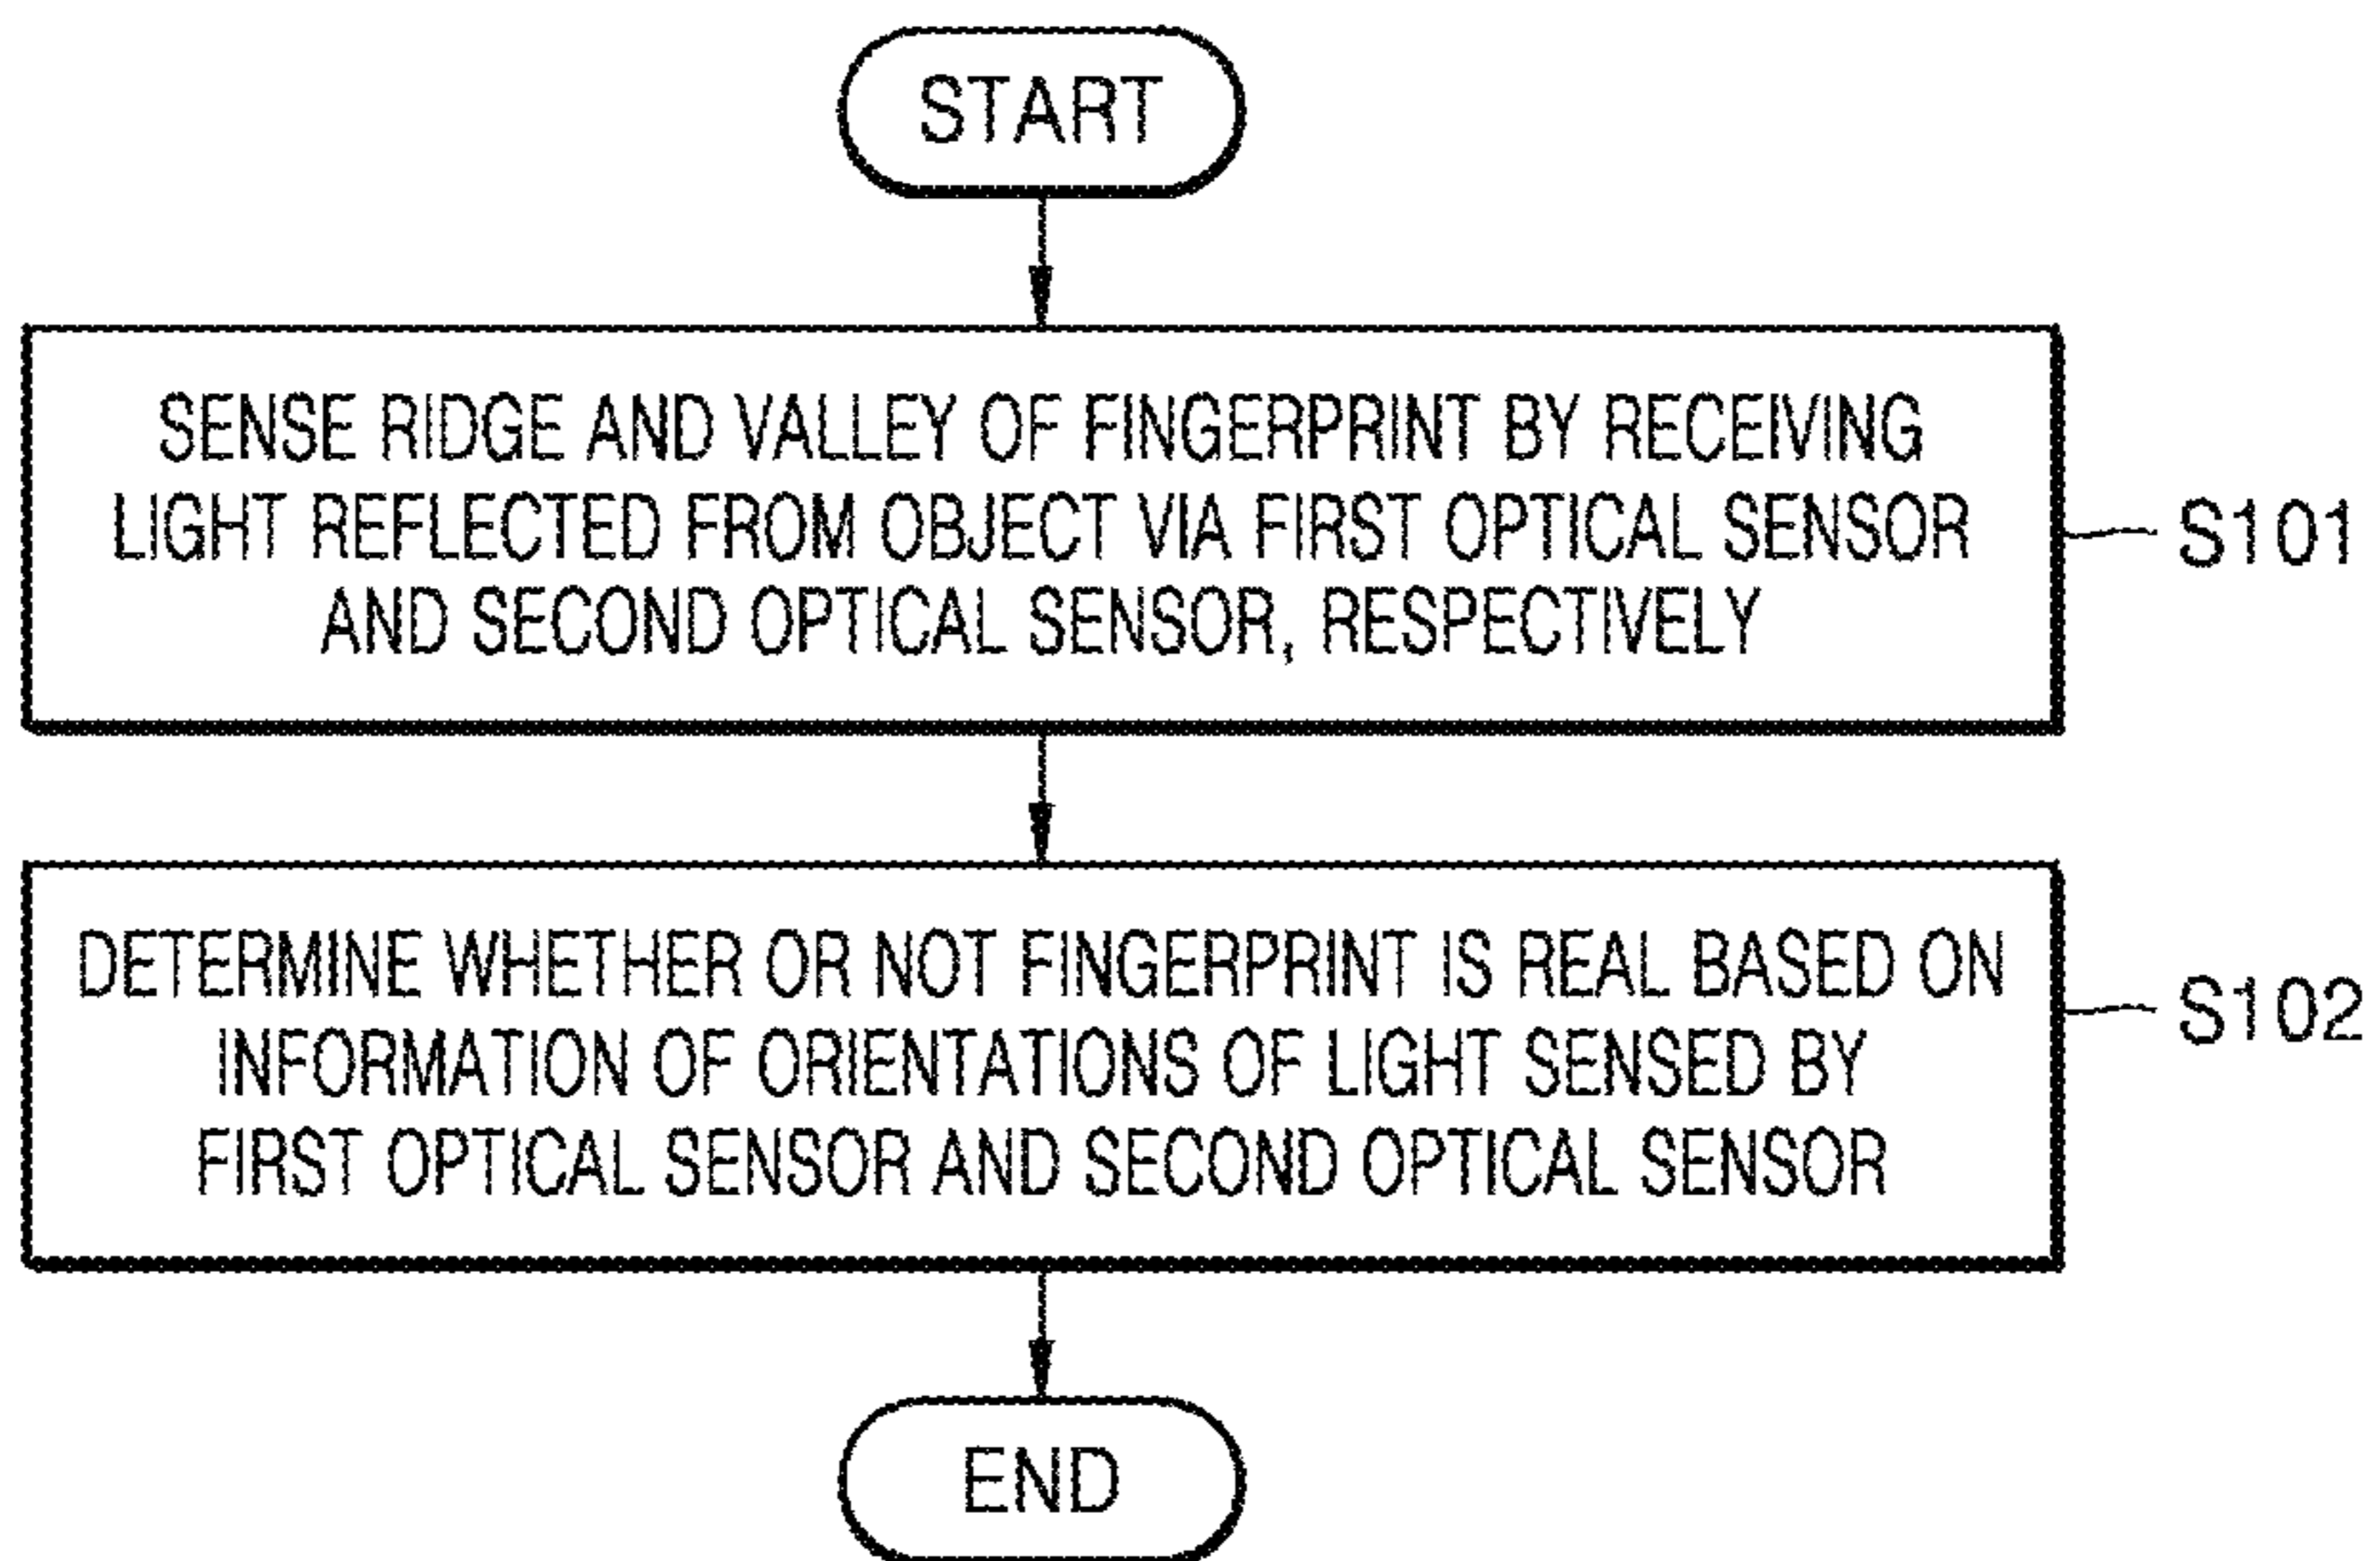 START
SENSE RIDGE AND VALLEY OF FINGERPRINT BY RECEIVING
LIGHT REFLECTED FROM OBJECT VIA FIRST OPTICAL SENSOR
AND SECOND OPTICAL SENSOR, RESPECTIVELY
S101
DETERMINE WHETHER OR NOT FINGERPRINT IS REAL BASED ON
INFORMATION OF ORIENTATIONS OF LIGHT SENSED BY
FIRST OPTICAL SENSOR AND SECOND OPTICAL SENSOR
S102
END